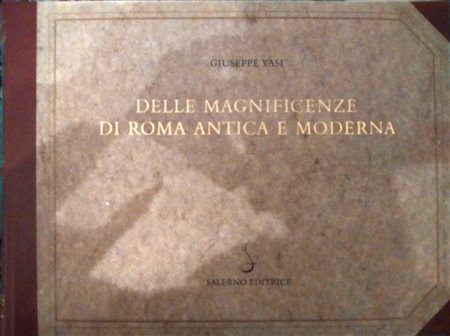 GIUSEPPE VASI
DELLE MAGNIFICENZE
DI ROMA ANTICA E MODERNA
SALERNO EDITRICE